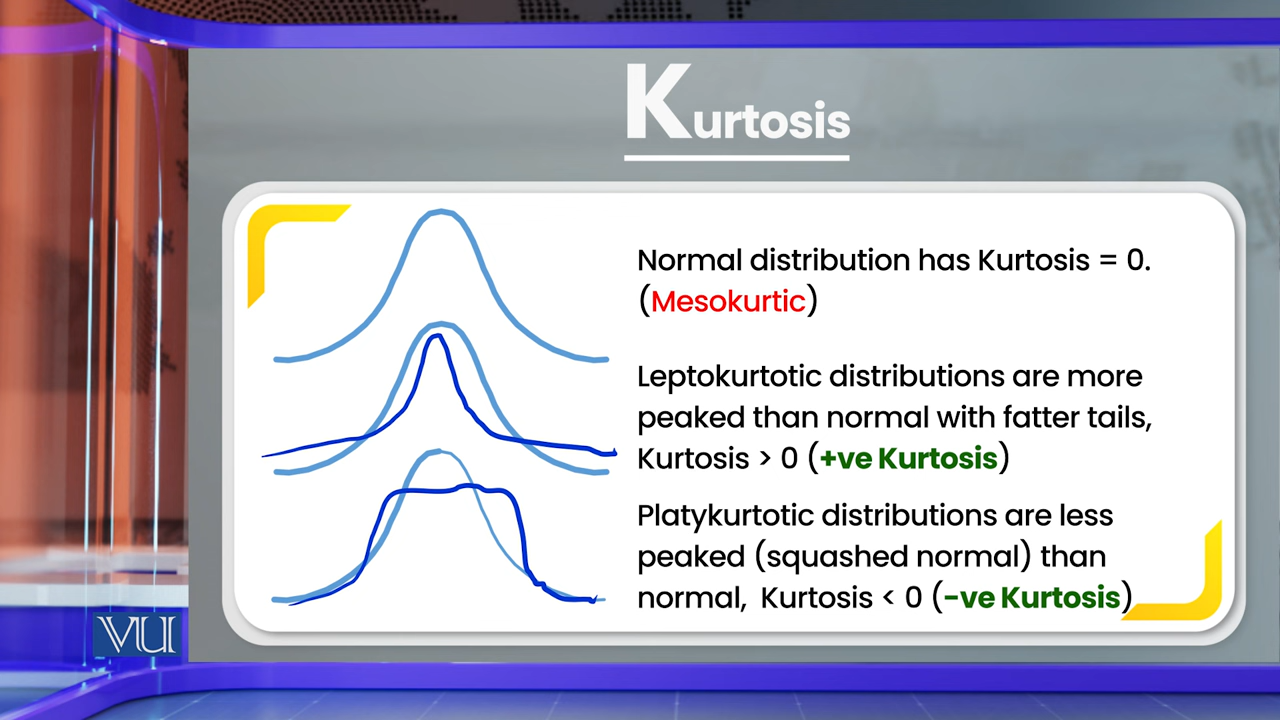 Kurtosis
Normal distribution has Kurtosis = 0.
(Mesokurtic)
Leptokurtotic distributions are more
peaked than normal with fatter tails,
Kurtosis > 0 (+ve Kurtosis)
Platykurtotic distributions are less
peaked (squashed normal) than
normal, Kurtosis < 0 (-ve Kurtosis)
VU